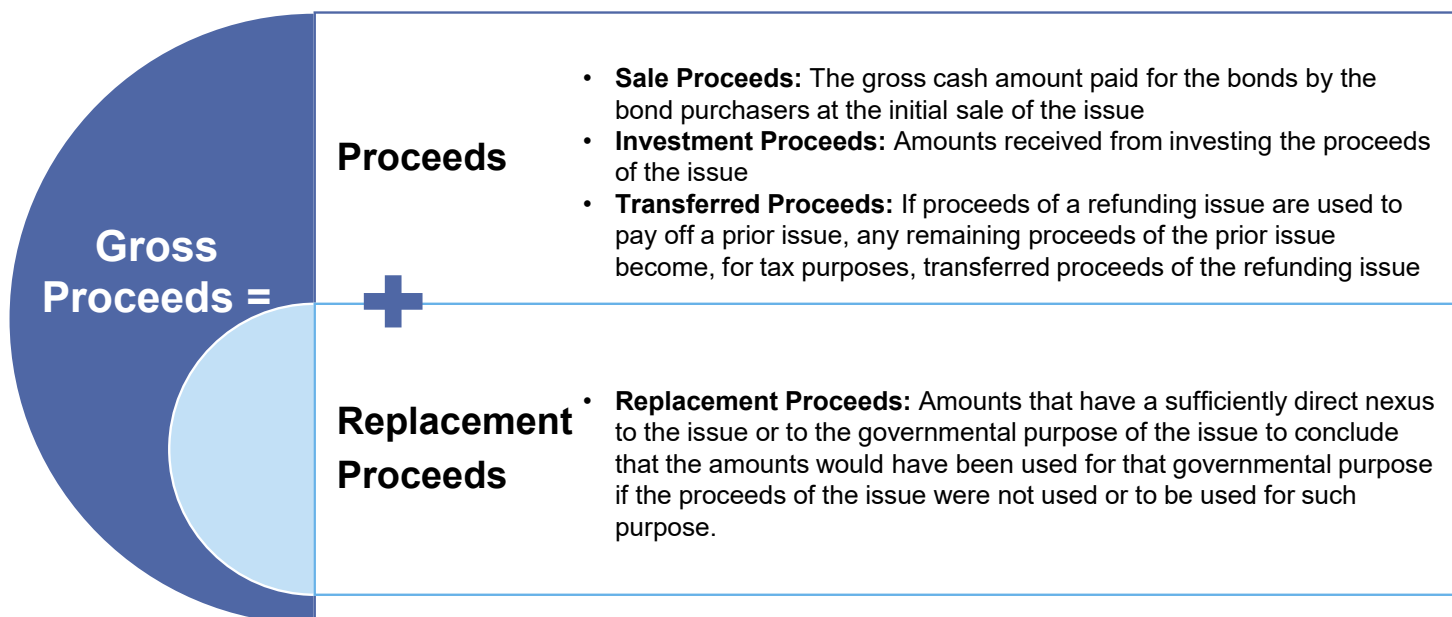 Gross
Proceeds =
Proceeds
• Sale Proceeds: The gross cash amount paid for the bonds by the
bond purchasers at the initial sale of the issue
• Investment Proceeds: Amounts received from investing the proceeds
of the issue
• Transferred Proceeds: If proceeds of a refunding issue are used to
pay off a prior issue, any remaining proceeds of the prior issue
become, for tax purposes, transferred proceeds of the refunding issue
Replacement
Proceeds
• Replacement Proceeds: Amounts that have a sufficiently direct nexus
to the issue or to the governmental purpose of the issue to conclude
that the amounts would have been used for that governmental purpose
if the proceeds of the issue were not used or to be used for such
purpose.